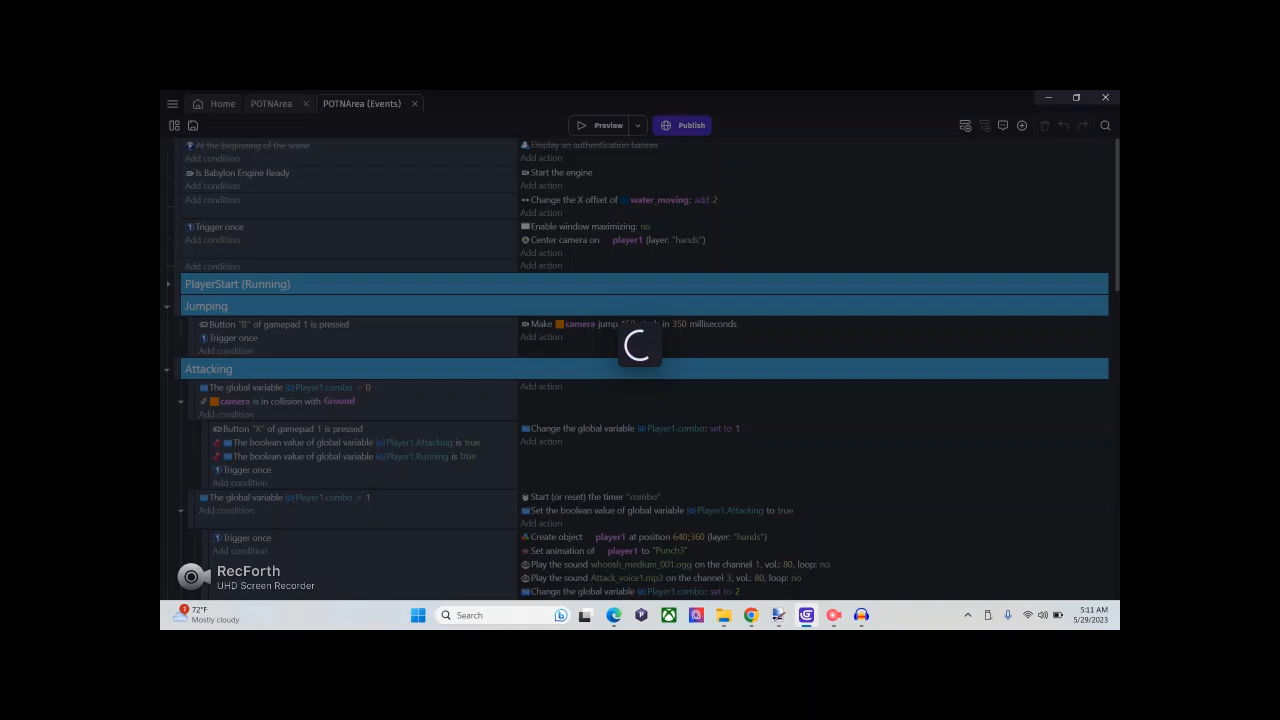 Home
POTNArea
POTNArea (Events)
Preview
Publish
At the beginning of the scene
Display an authentication banner
Add condition
Add action
Is Babylon Engine Ready
Start the engine
Add condition
Add action
Add condition
Change the X offset of water_moving: add 2
Add action
Trigger once
Enable window maximizing: no
Add condition
Center camera on player1 (layer: "hands")
Add action
Add condition
Add action
PlayerStart (Running)
Jumping
Button "B" of gamepad 1 is pressed
Make camera jump in 350 milliseconds
Trigger once
Add action
Add condition
Attacking
The global variable Player1.combo = 0
Add action
camera is in collision with Ground
Add condition
Button "X" of gamepad 1 is pressed
Change the global variable Player1.combo: set to 1
The boolean value of global variable Player1.Attacking is true
Add action
The boolean value of global variable Player1.Running is true
Trigger once
Add condition
The global variable Player1.combo = 1
Start (or reset) the timer "combo"
Add condition
Set the boolean value of global variable Player1.Attacking to true
Add action
Trigger once
Create object player1 at position 640;360 (layer: "hands")
Add condition
Set animation of player1 to "Punch3"
Play the sound whoosh_medium_001.ogg on the channel 1, vol.: 80, loop: no
Play the sound Attack_voice1.mp3 on the channel 3, vol.: 80, loop: no
Change the global variable Player1.combo: set to 2
RecForth
UHD Screen Recorder
1
72°F
Mostly cloudy
Search
5:11 AM
5/29/2023